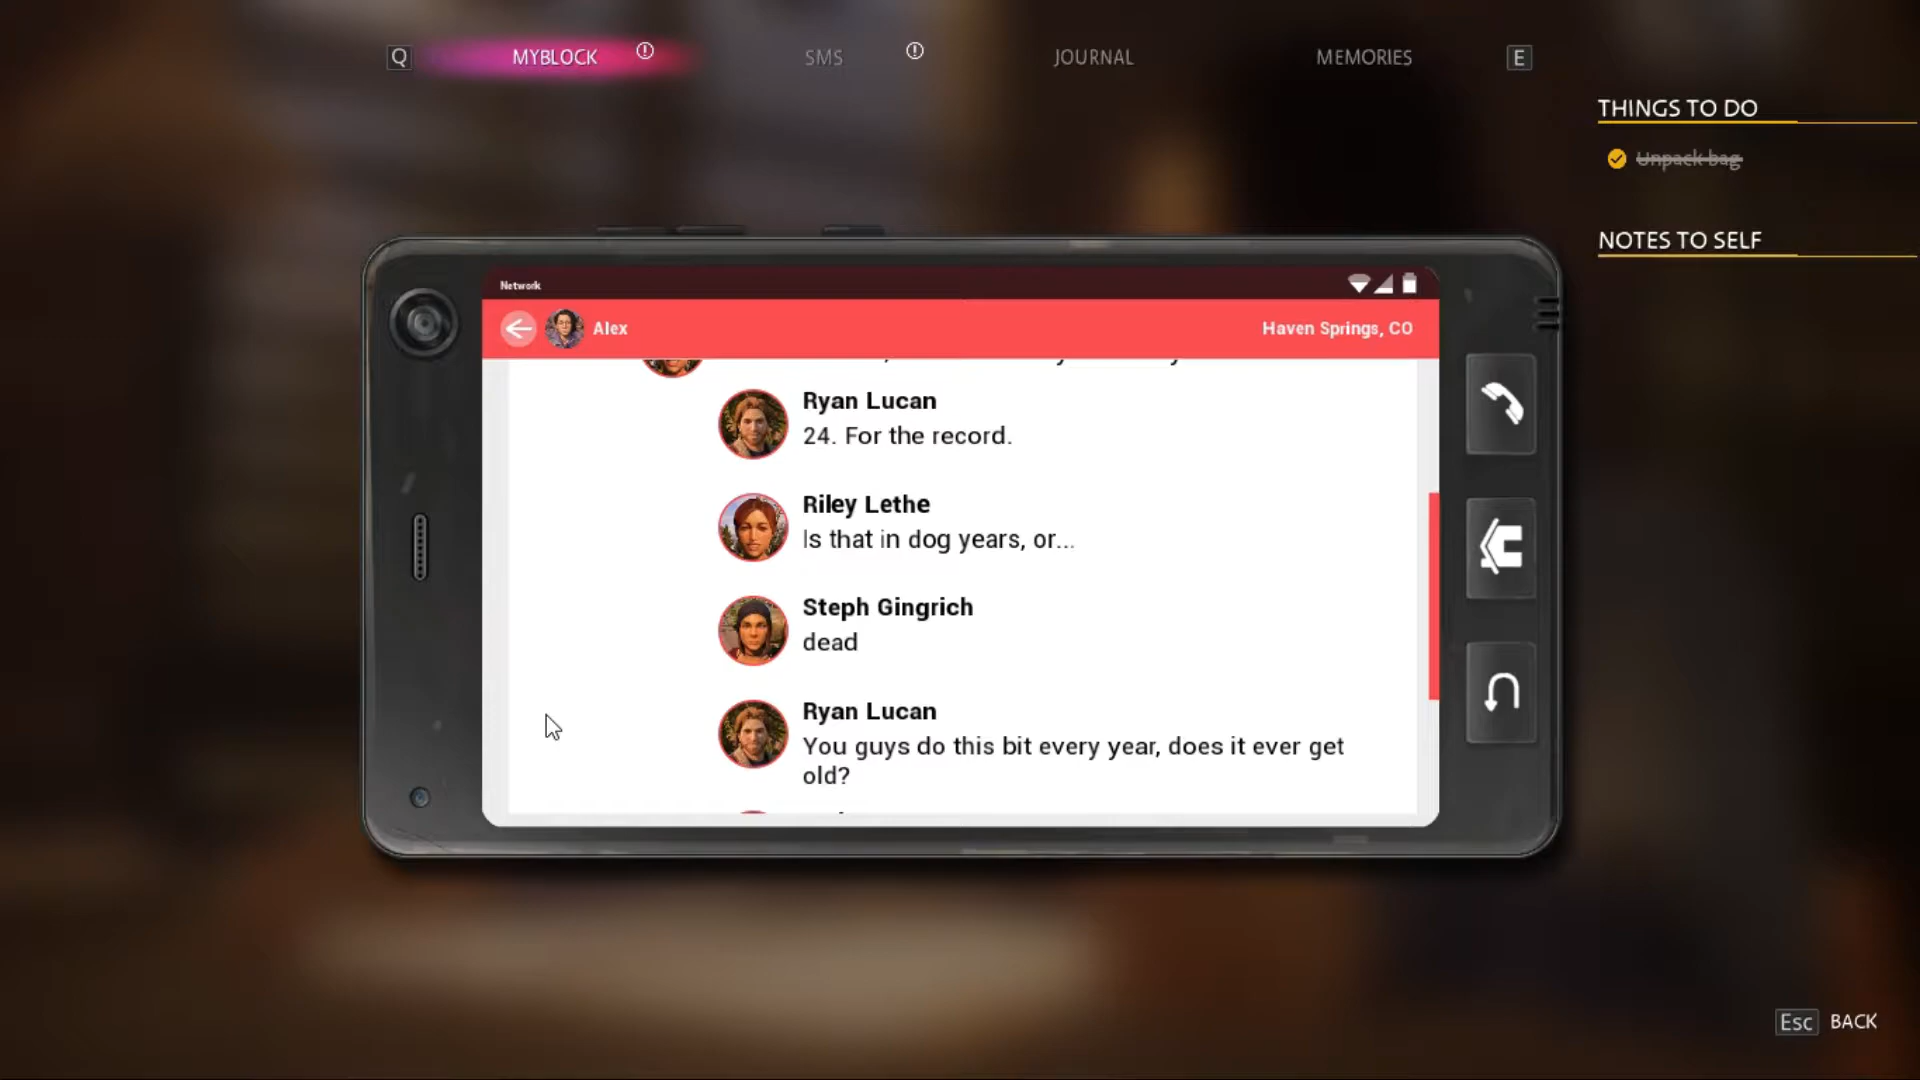 Q MYBLOCK SMS JOURNAL MEMORIES E
THINGS TO DO
Unpack bag
NOTES TO SELF
Network
Alex Haven Springs, CO
Ryan Lucan
24. For the record.
Riley Lethe
Is that in dog years, or...
Steph Gingrich
dead
Ryan Lucan
You guys do this bit every year, does it ever get
old?
Esc BACK